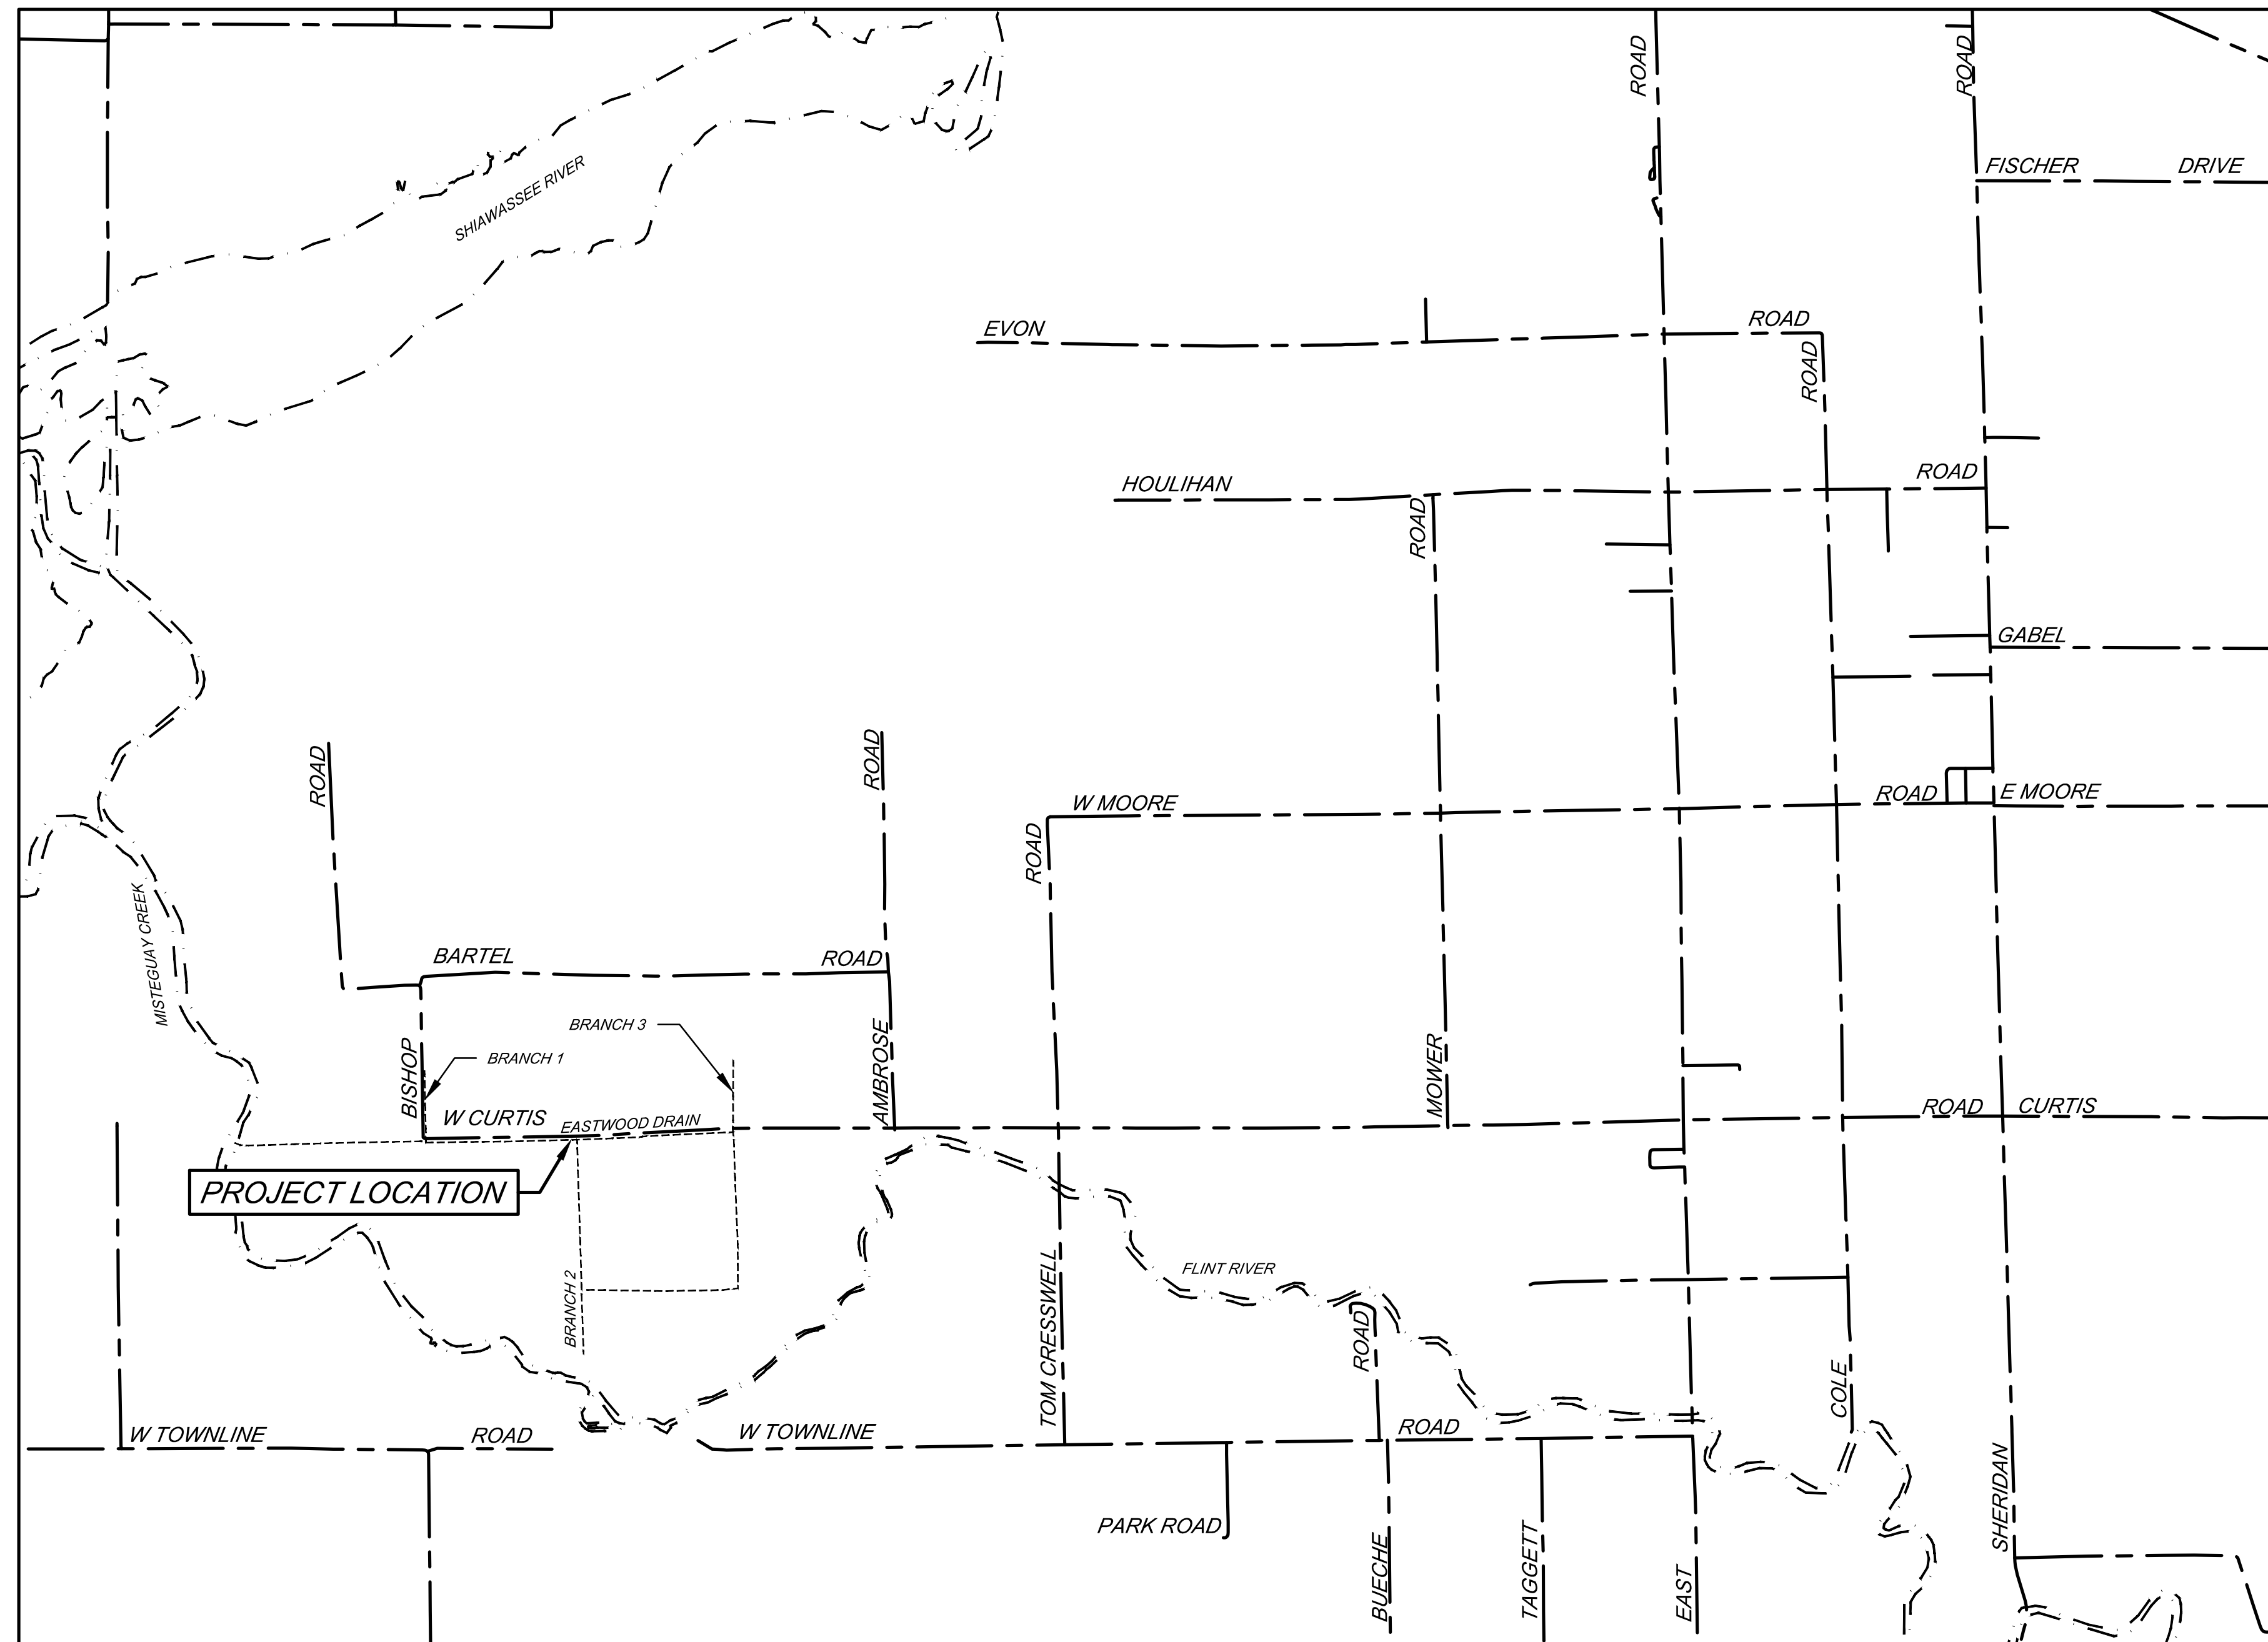 ROAD
ROAD
FISCHER DRIVE
SHIAWASSEE RIVER
EVON ROAD
ROAD
HOULIHAN ROAD
ROAD
GABEL
ROAD
ROAD
W MOORE ROAD
E MOORE
ROAD
MISTEGUAY CREEK
BARTEL ROAD
BRANCH 3
BRANCH 1
BISHOP
AMBROSE
MOWER
W CURTIS
EASTWOOD DRAIN
ROAD
CURTIS
PROJECT LOCATION
BRANCH 2
TOM CRESSWELL
FLINT RIVER
ROAD
COLE
W TOWNLINE ROAD
W TOWNLINE ROAD
SHERIDAN
PARK ROAD
BUECHE
TAGGETT
EAST